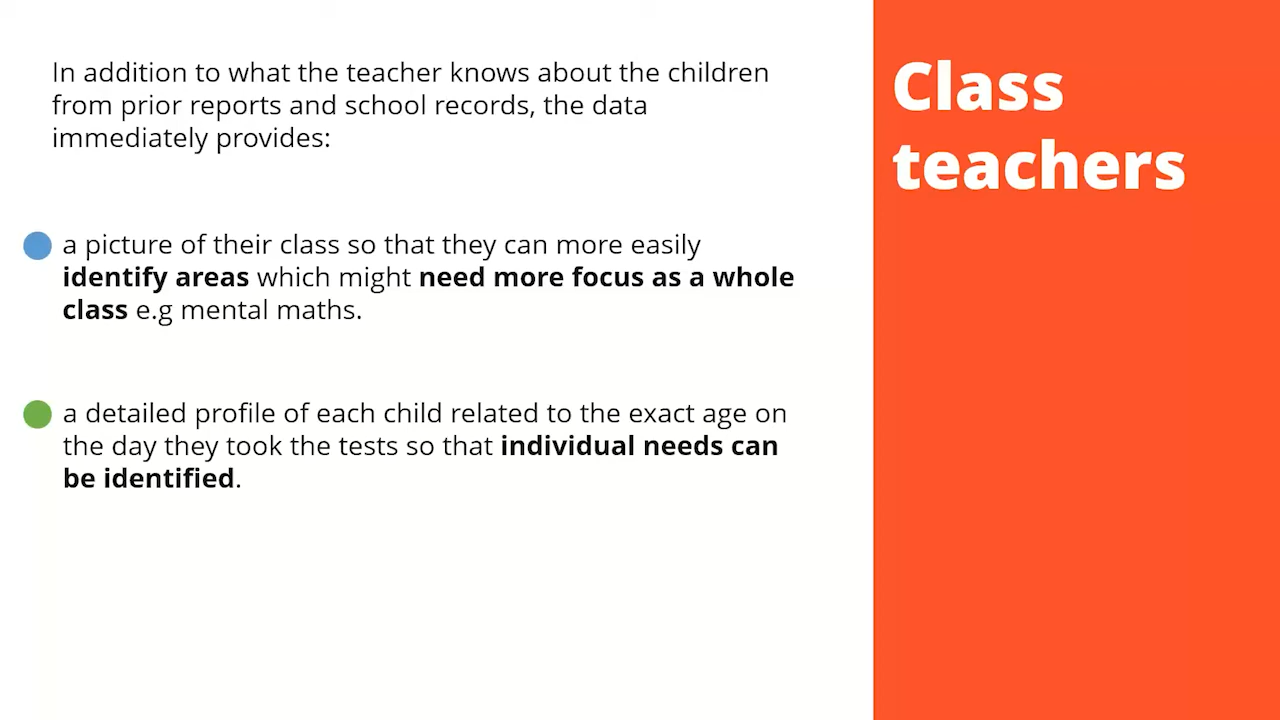 In addition to what the teacher knows about the children
from prior reports and school records, the data
immediately provides:
a picture of their class so that they can more easily
identify areas which might need more focus as a whole
class e.g mental maths.
a detailed profile of each child related to the exact age on
the day they took the tests so that individual needs can
be identified.
Class
teachers